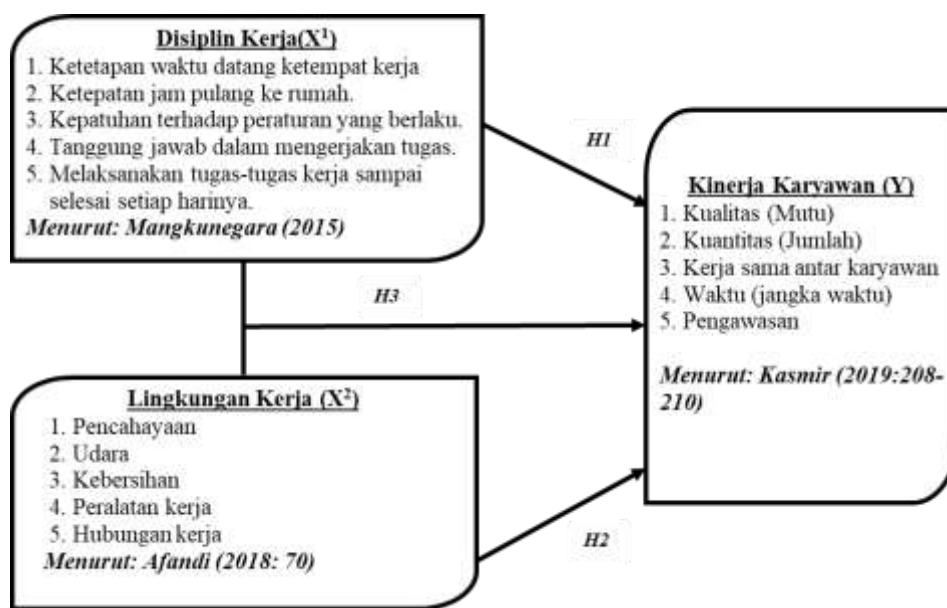 Disiplin Kerja(X¹)
1. Ketetapan waktu datang ketempat kerja
2. Ketepatan jam pulang ke rumah.
3. Kepatuhan terhadap peraturan yang berlaku.
4. Tanggung jawab dalam mengerjakan tugas.
5. Melaksanakan tugas-tugas kerja sampai
selesai setiap harinya.
Menurut: Mangkunegara (2015)
H1
H3
Lingkungan Kerja (X²)
1. Pencahayaan
2. Udara
3. Kebersihan
4. Peralatan kerja
5. Hubungan kerja
Menurut: Afandi (2018: 70)
H2
Kinerja Karyawan (Y)
1. Kualitas (Mutu)
2. Kuantitas (Jumlah)
3. Kerja sama antar karyawan
4. Waktu (jangka waktu)
5. Pengawasan
Menurut: Kasmir (2019:208-
210)